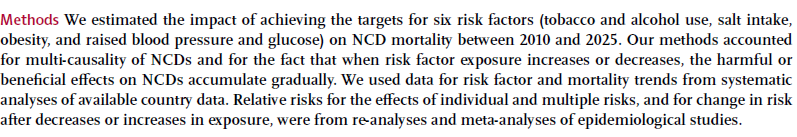 Methods We estimated the impact of achieving the targets for six risk factors (tobacco and alcohol use, salt intake,
obesity, and raised blood pressure and glucose) on NCD mortality between 2010 and 2025. Our methods accounted
for multi-causality of NCDs and for the fact that when risk factor exposure increases or decreases, the harmful or
beneficial effects on NCDs accumulate gradually. We used data for risk factor and mortality trends from systematic
analyses of available country data. Relative risks for the effects of individual and multiple risks, and for change in risk
after decreases or increases in exposure, were from re-analyses and meta-analyses of epidemiological studies.